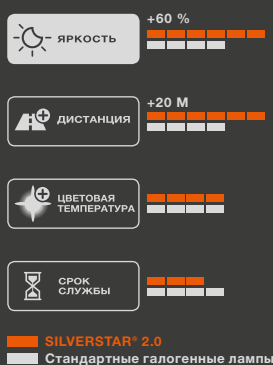 +60 %
ЯРКОСТЬ
+20 М
ДИСТАНЦИЯ
ЦВЕТОВАЯ
ТЕМПЕРАТУРА
СРОК
СЛУЖБЫ
SILVERSTAR® 2.0
Стандартные галогенные лампы